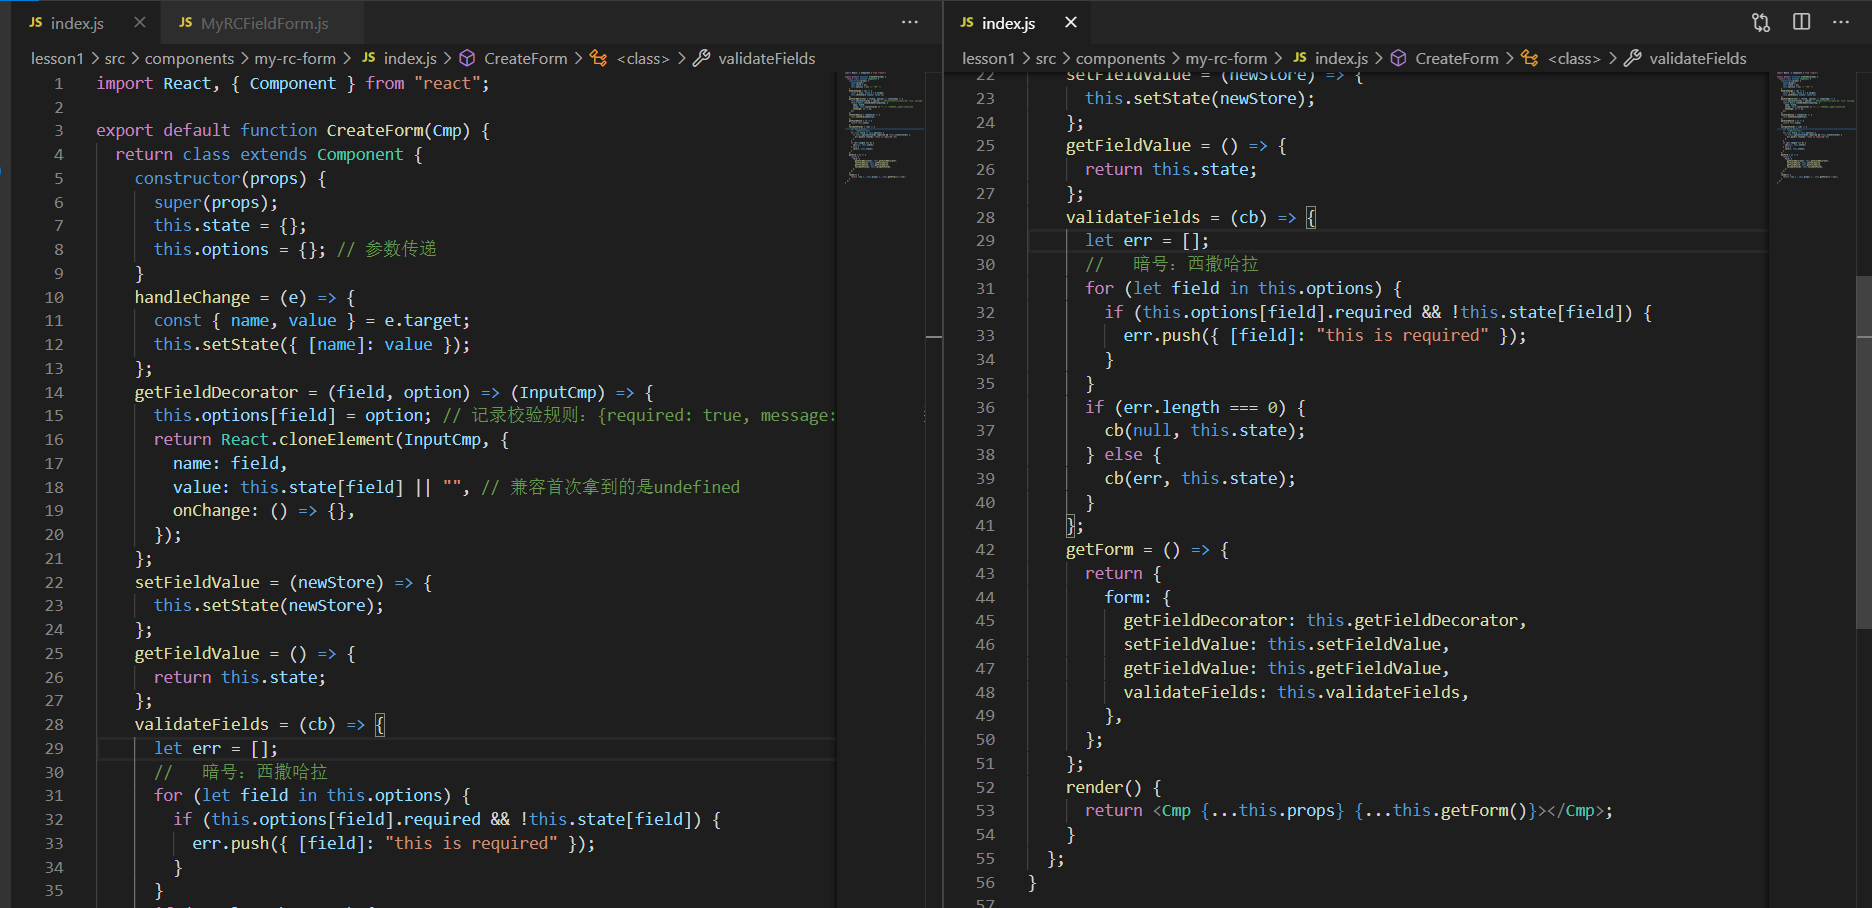 JS index.js × JS MyRCFieldForm.js ···
lesson1 > src > components > my-rc-form > JS index.js > CreateForm > <class> > validateFields
1 import React, { Component } from "react";
2
3 export default function CreateForm(Cmp) {
4 return class extends Component {
5 constructor(props) {
6 super(props);
7 this.state = {};
8 this.options = {}; // 参数传递
9 }
10 handleChange = (e) => {
11 const { name, value } = e.target;
12 this.setState({ [name]: value });
13 };
14 getFieldDecorator = (field, option) => (InputCmp) => {
15 this.options[field] = option; // 记录校验规则: {required: true, message:
16 return React.cloneElement(InputCmp, {
17 name: field,
18 value: this.state[field] || "", // 兼容首次拿到的是undefined
19 onChange: () => {},
20 });
21 };
22 setFieldValue = (newStore) => {
23 this.setState(newStore);
24 };
25 getFieldValue = () => {
26 return this.state;
27 };
28 validateFields = (cb) => {
29 let err = [];
30 // 暗号: 西撒哈拉
31 for (let field in this.options) {
32 if (this.options[field].required && !this.state[field]) {
33 err.push({ [field]: "this is required" });
34 }
35 }
JS index.js × ···
lesson1 > src > components > my-rc-form > JS index.js > CreateForm > <class> > validateFields
22 setFieldValue = (newStore) => {
23 this.setState(newStore);
24 };
25 getFieldValue = () => {
26 return this.state;
27 };
28 validateFields = (cb) => {
29 let err = [];
30 // 暗号: 西撒哈拉
31 for (let field in this.options) {
32 if (this.options[field].required && !this.state[field]) {
33 err.push({ [field]: "this is required" });
34 }
35 }
36 if (err.length === 0) {
37 cb(null, this.state);
38 } else {
39 cb(err, this.state);
40 }
41 };
42 getForm = () => {
43 return {
44 form: {
45 getFieldDecorator: this.getFieldDecorator,
46 setFieldValue: this.setFieldValue,
47 getFieldValue: this.getFieldValue,
48 validateFields: this.validateFields,
49 },
50 };
51 };
52 render() {
53 return <Cmp {...this.props} {...this.getForm()}></Cmp>;
54 }
55 };
56 }
57